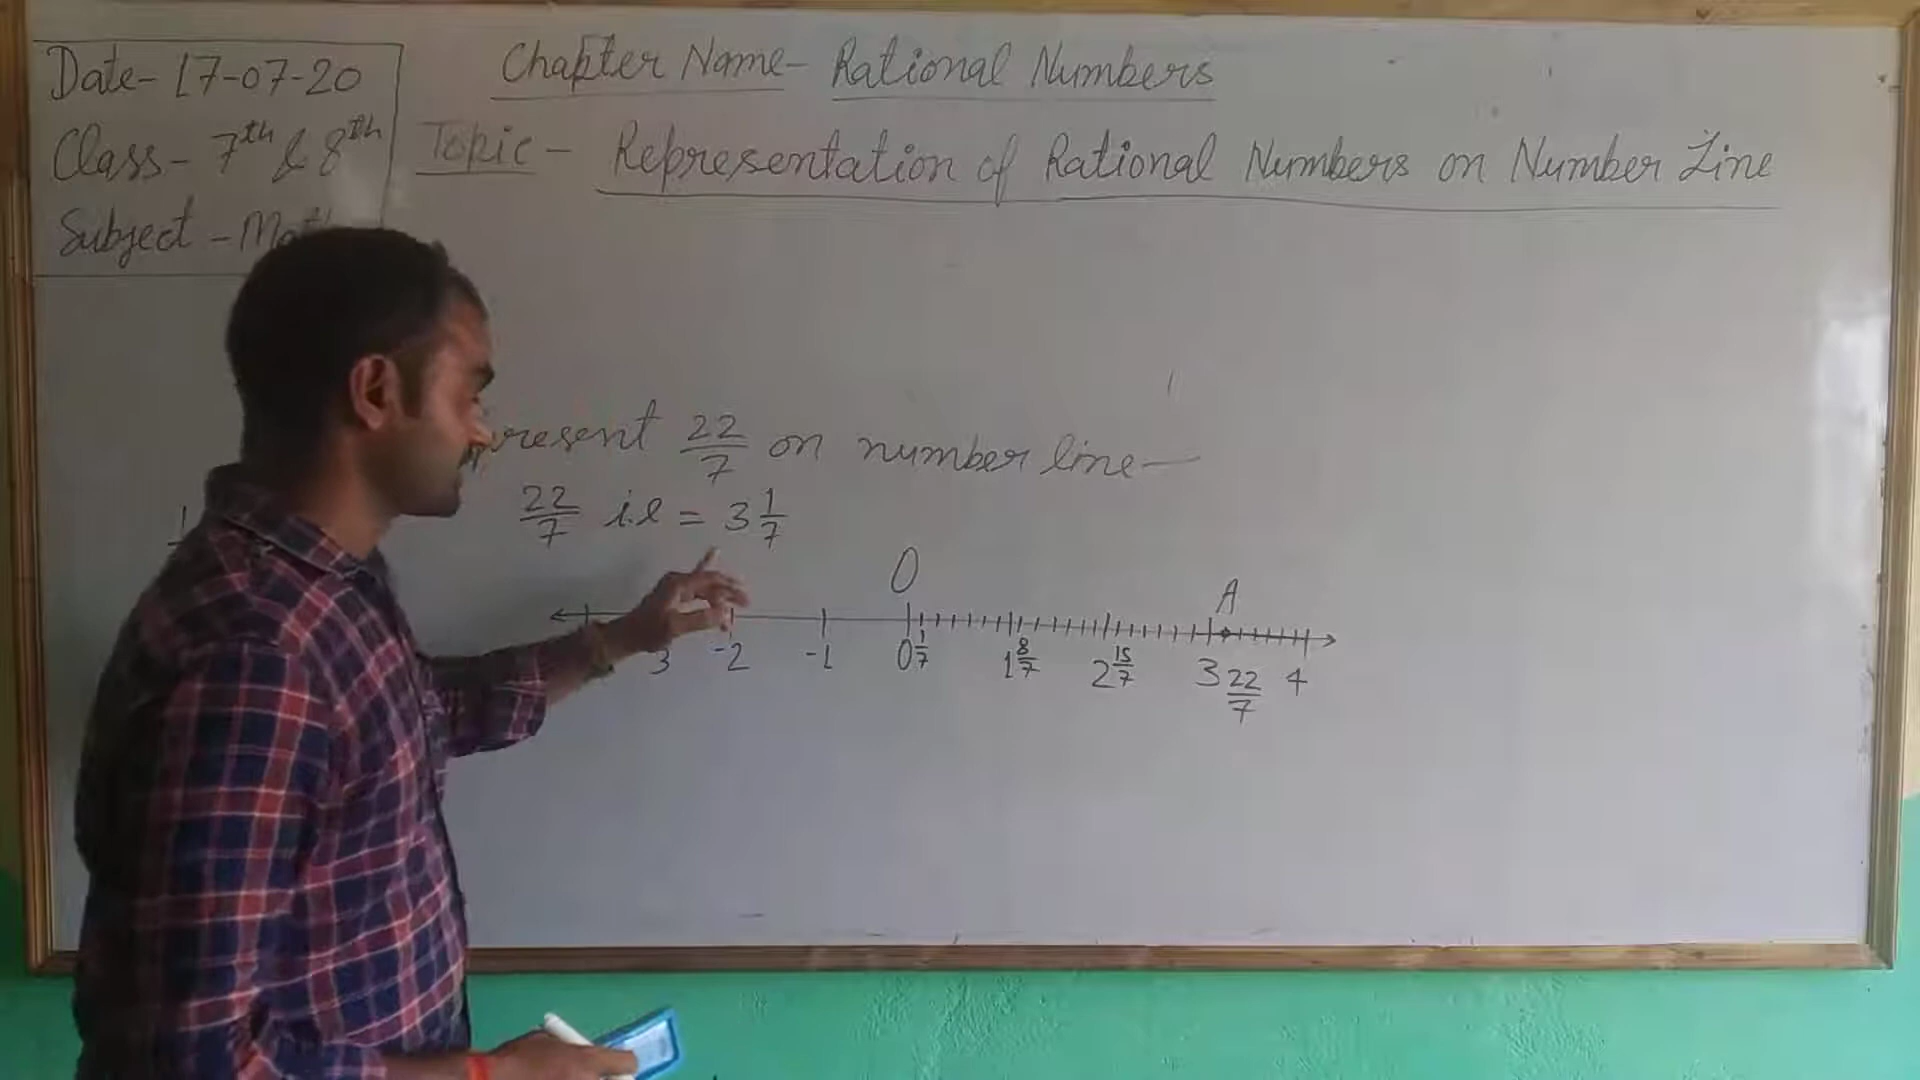 Date- 17-07-20
Chapter Name- Rational Numbers
Class- 7th & 8th
Topic- Representation of Rational Numbers on Number Line
Subject -
present 22/7 on number line-
22/7 i.e = 3 1/7
O
A
3 -2 -1 0 1/7 1 8/7 2 15/7 3 22/7 4